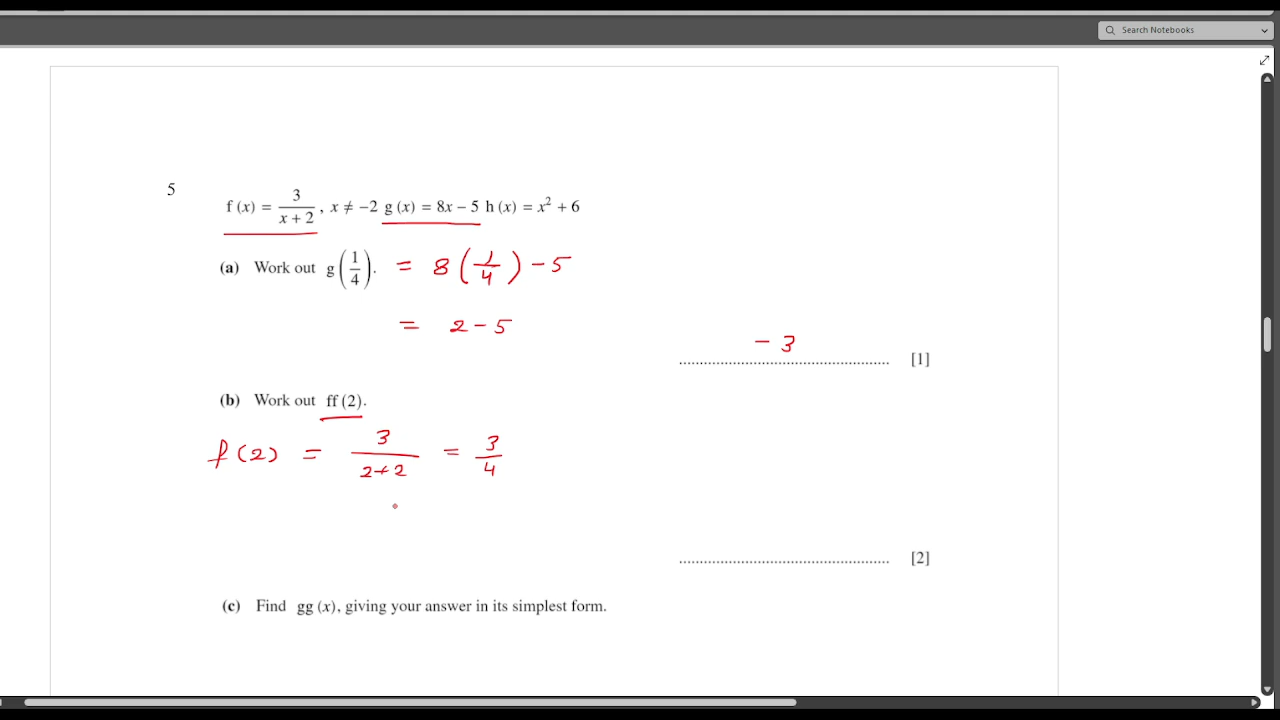 Search Notebooks
5
f (x) = 3/(x + 2), x ≠ −2 g (x) = 8x − 5 h (x) = x² + 6
(a) Work out g(1/4). = 8 (1/4) − 5
= 2 − 5
− 3
.................................................... [1]
(b) Work out ff (2).
f (2) = 3/(2+2) = 3/4
.................................................... [2]
(c) Find gg (x), giving your answer in its simplest form.